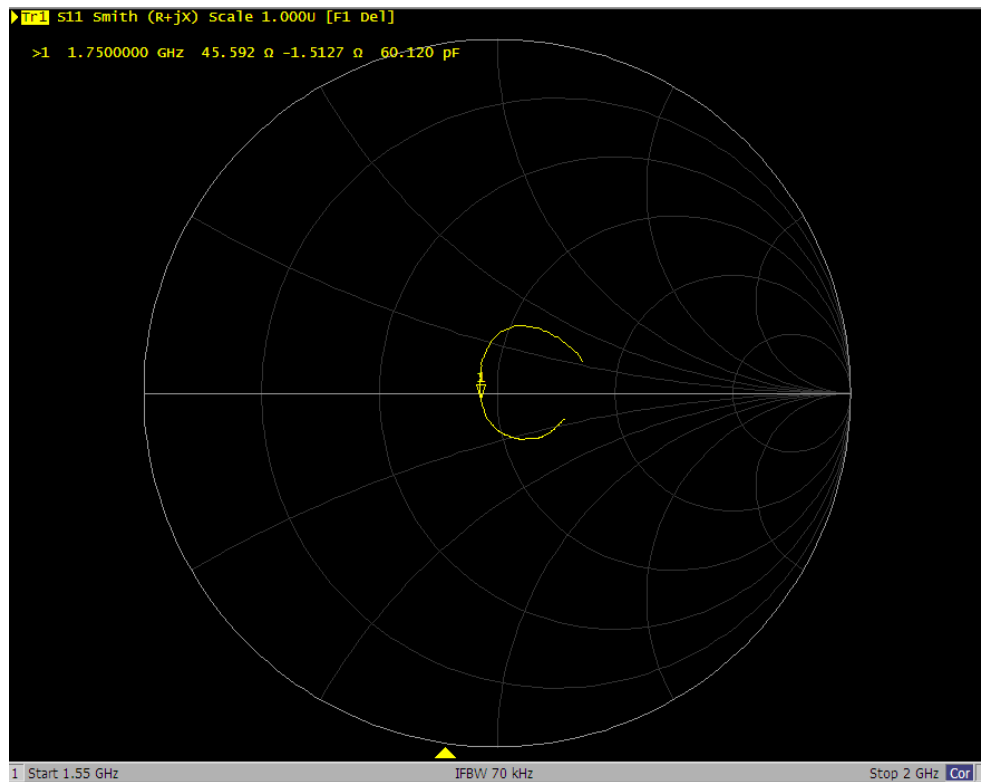 Tr1 S11 Smith (R+jX) Scale 1.000U [F1 Del]
>1 1.7500000 GHz 45.592 Ω -1.5127 Ω 60.120 pF
1 Start 1.55 GHz IFBW 70 kHz Stop 2 GHz Cor